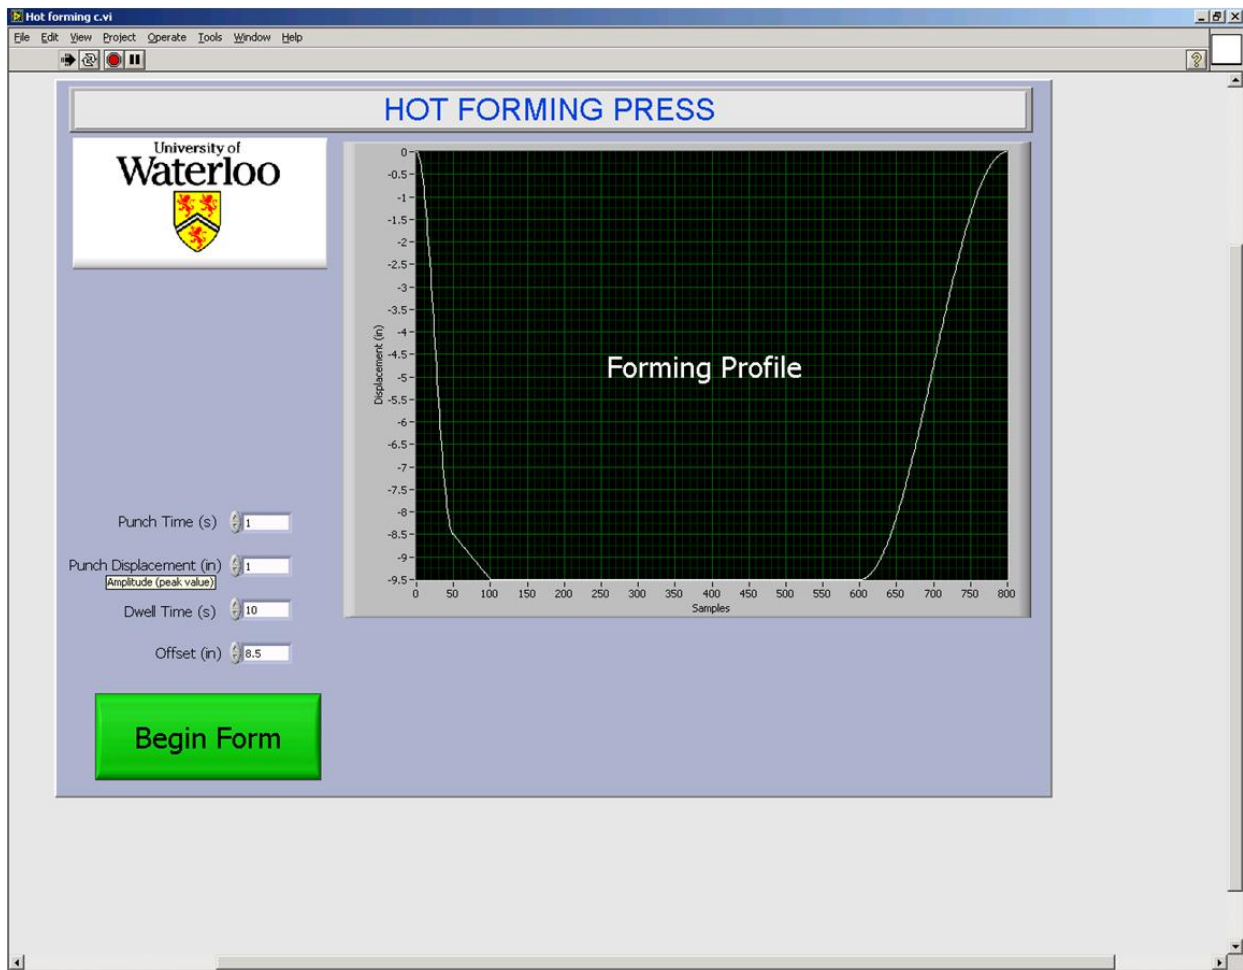 Hot forming c.vi
File Edit View Project Operate Tools Window Help
HOT FORMING PRESS
University of
Waterloo
0
-0.5
-1
-1.5
-2
-2.5
-3
-3.5
-4
-4.5
-5
-5.5
-6
-6.5
-7
-7.5
-8
-8.5
-9
-9.5
Displacement (in)
Forming Profile
0 50 100 150 200 250 300 350 400 450 500 550 600 650 700 750 800
Samples
Punch Time (s) 1
Punch Displacement (in) 1
Amplitude (peak value)
Dwell Time (s) 10
Offset (in) 8.5
Begin Form